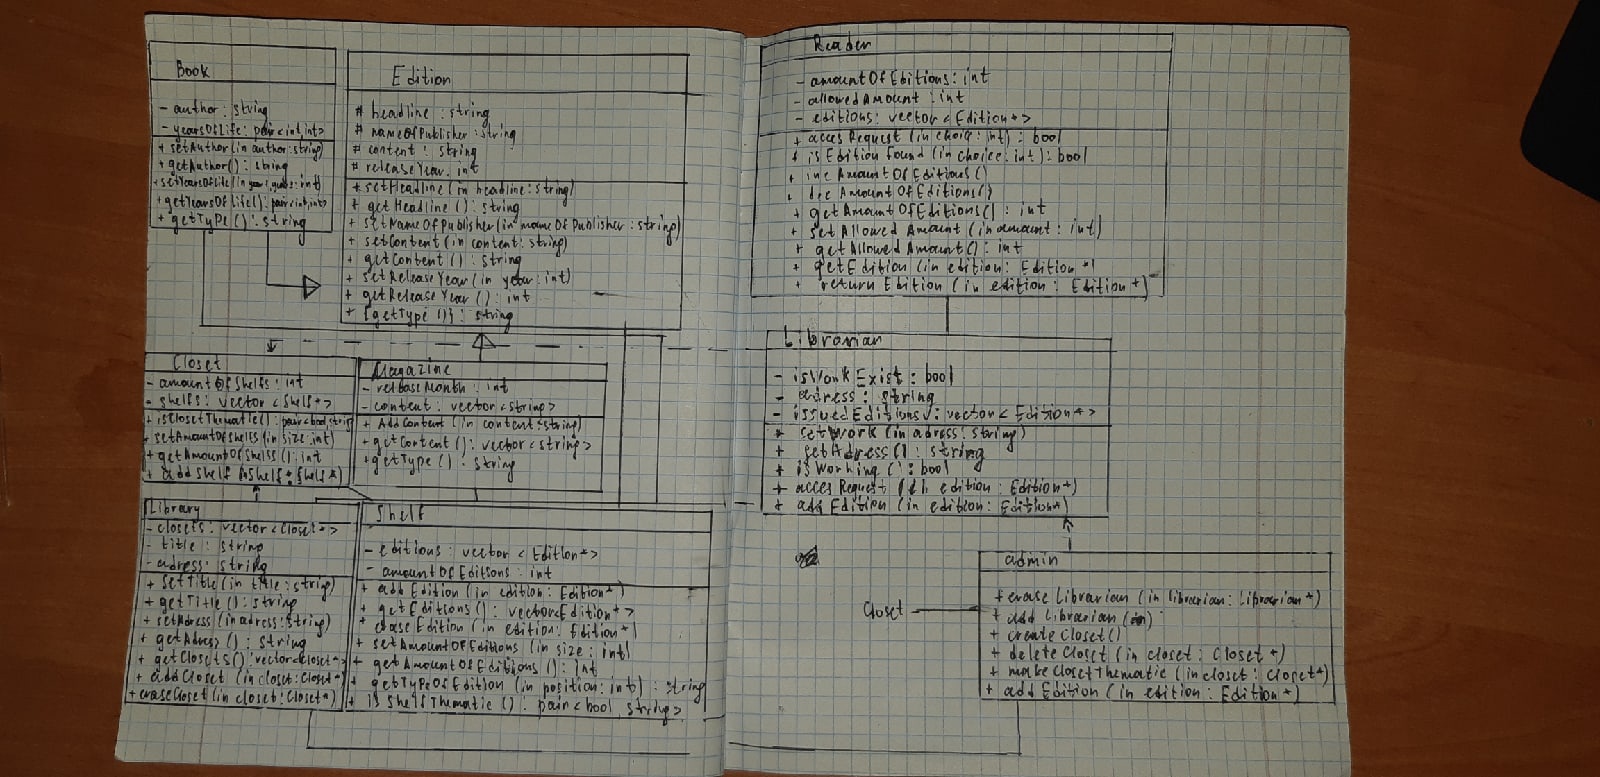 Book
- author: string
- yearsOfLife: pair<int,int>
+ setAuthor(in author:string)
+ getAuthor(): string
+ setYearsOfLife(in year: int)
+ getYearsOfLife(): pair<int,int>
+ getType(): string
Edition
# headline: string
# nameOfPublisher: string
# content: string
# releaseYear: int
+ setHeadline(in headline:string)
+ getHeadline(): string
+ setNameOfPublisher(in nameOfPublisher: string)
+ setContent(in content: string)
+ getContent(): string
+ setReleaseYear(in year: int)
+ getReleaseYear(): int
+ {getType()}: string
Closet
- amountOfShelfs: int
- shelfs: vector<Shelf*>
+ isClosetThematic(): pair<bool,string>
+ setAmountOfShelfs(in size: int)
+ getAmountOfShelfs(): int
+ addShelf (nShelf: Shelf*)
Magazine
- releaseMonth: int
- content: vector<string>
+ AddContent (in content:string)
+ getContent(): vector<string>
+ getType(): string
Library
- closets: vector<Closet*>
- title: string
- adress: string
+ setTitle(in title: string)
+ getTitle(): string
+ setAdress(in adress: string)
+ getAdress(): string
+ getClosets(): vector<Closet*>
+ addCloset (in closet: Closet*)
+ eraseCloset(in closet: Closet*)
Shelf
- editions: vector<Edition*>
- amountOfEditions: int
+ addEdition (in edition: Edition*)
+ getEditions(): vector<Edition*>
+ eraseEdition (in edition: Edition*)
+ setAmountOfEditions (in size: int)
+ getAmountOfEditions(): int
+ getTypeOfEdition (in position: int): string
+ isShelfThematic(): pair<bool, string>
Reader
- amountOfEditions: int
- allowedAmount: int
- editions: vector<Edition*>
+ accesRequest (in choice: int): bool
+ isEditionFound (in choice: int): bool
+ incAmountOfEditions()
+ decAmountOfEditions()
+ getAmountOfEditions(): int
+ setAllowedAmount (in amount: int)
+ getAllowedAmount(): int
+ getEdition (in edition: Edition*)
+ returnEdition (in edition: Edition*)
Librarian
- isWorkExist: bool
- adress: string
- issuedEditions: vector<Edition*>
+ setWork (in adress: string)
+ getAdress(): string
+ isWorking(): bool
+ accesRequest (in edition: Edition*)
+ addEdition (in edition: Edition*)
admin
+ eraseLibrarian (in librarian: Librarian*)
+ add Librarian (in)
+ createCloset()
+ deleteCloset (in closet: Closet*)
+ makeClosetThematic (in closet: Closet*)
+ addEdition (in edition: Edition*)
Closet